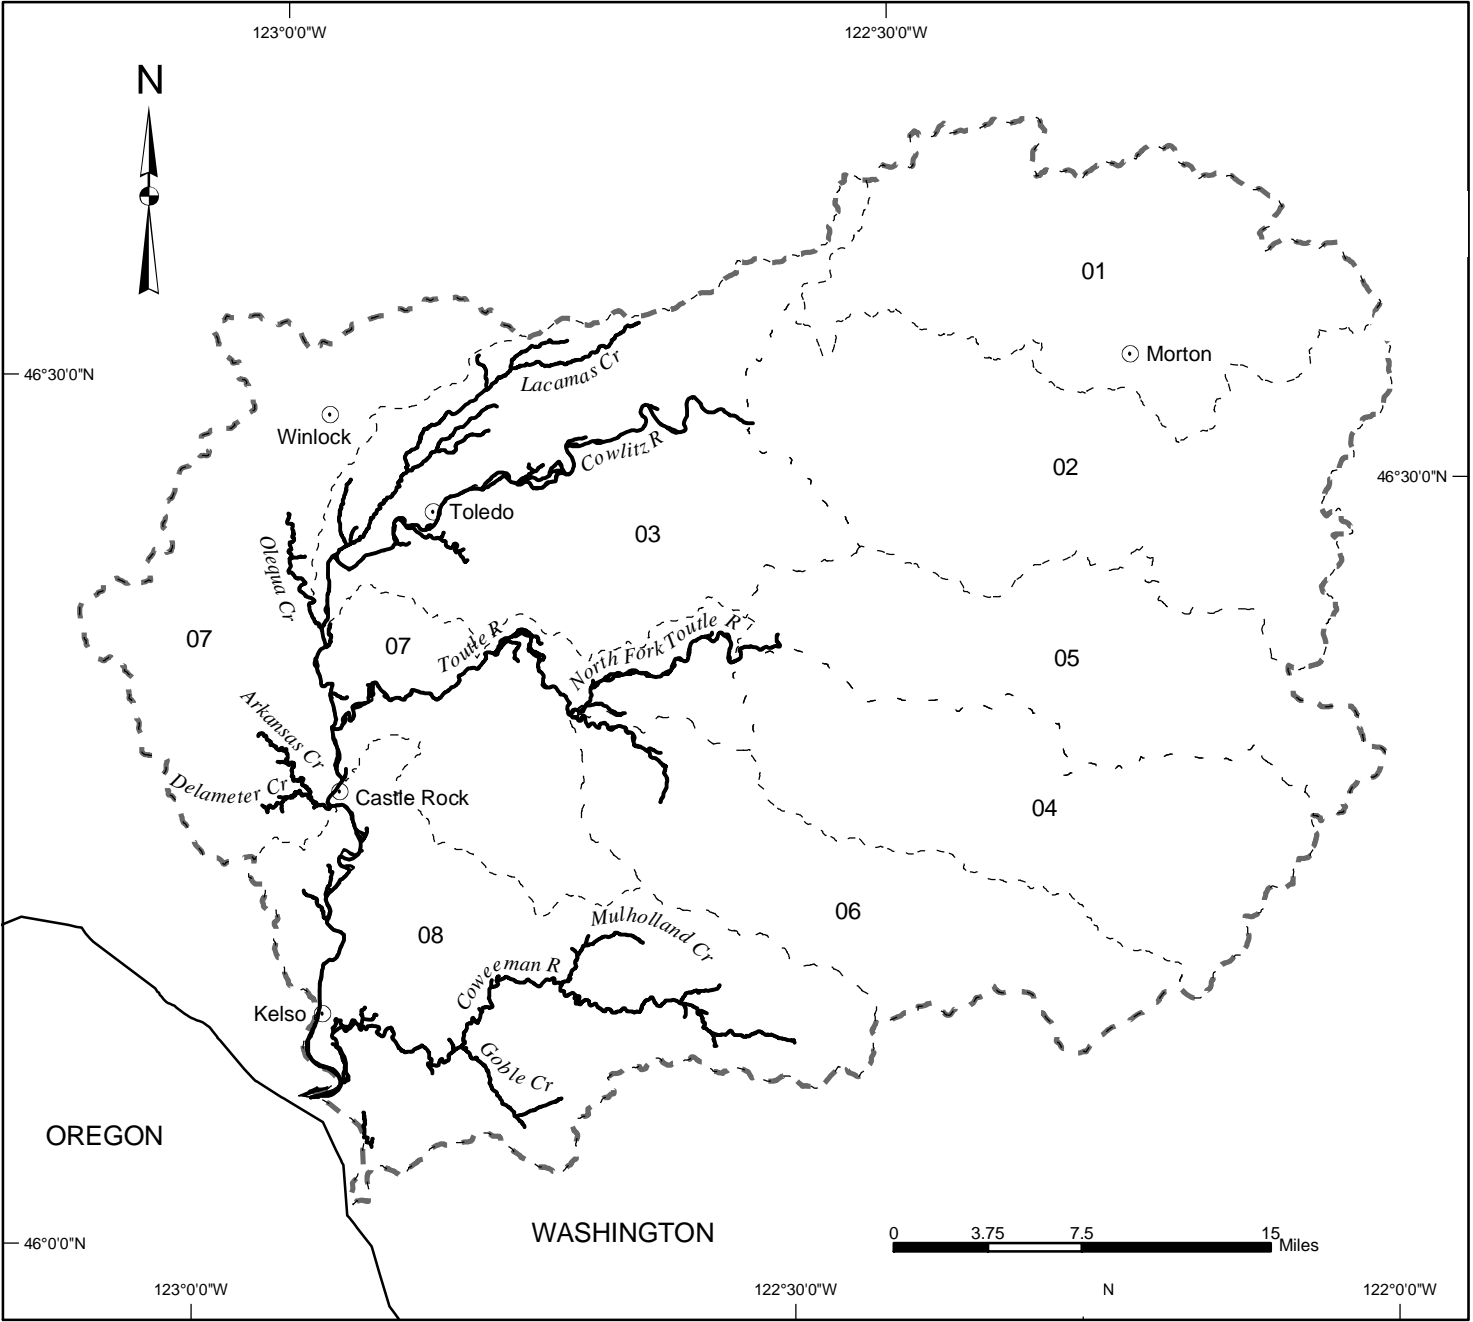 123°0'0"W
122°30'0"W
N
01
Morton
46°30'0"N
Lacamas Cr
Winlock
Cowlitz R
02
46°30'0"N
Toledo
03
Olequa Cr
07
07
Toutle R
North Fork Toutle R
05
Arkansas Cr
Delameter Cr
Castle Rock
04
06
Mulholland Cr
08
Coweeman R
Kelso
Goble Cr
OREGON
WASHINGTON
0 3.75 7.5 15
Miles
46°0'0"N
123°0'0"W
122°30'0"W
N
122°0'0"W